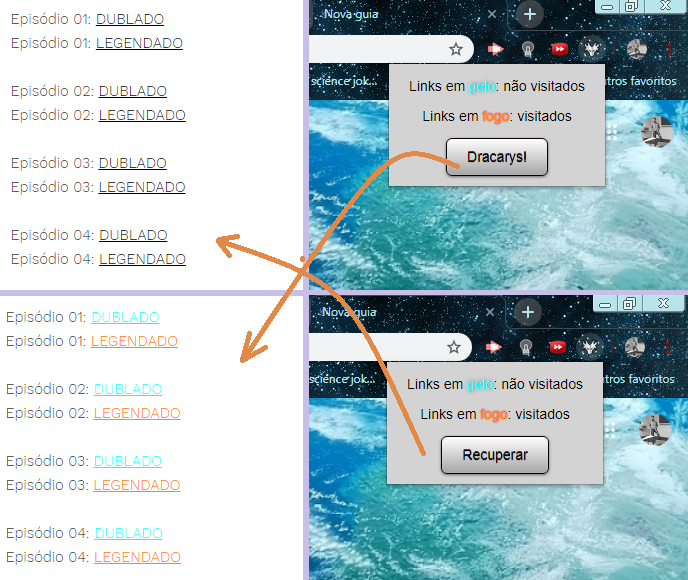 Episódio 01: DUBLADO
Episódio 01: LEGENDADO
Episódio 02: DUBLADO
Episódio 02: LEGENDADO
Episódio 03: DUBLADO
Episódio 03: LEGENDADO
Episódio 04: DUBLADO
Episódio 04: LEGENDADO
Nova guia
science jok...
utros favoritos
Links em gelo: não visitados
Links em fogo: visitados
Dracarys!
Episódio 01: DUBLADO
Episódio 01: LEGENDADO
Episódio 02: DUBLADO
Episódio 02: LEGENDADO
Episódio 03: DUBLADO
Episódio 03: LEGENDADO
Episódio 04: DUBLADO
Episódio 04: LEGENDADO
Nova guia
science jok...
utros favoritos
Links em gelo: não visitados
Links em fogo: visitados
Recuperar